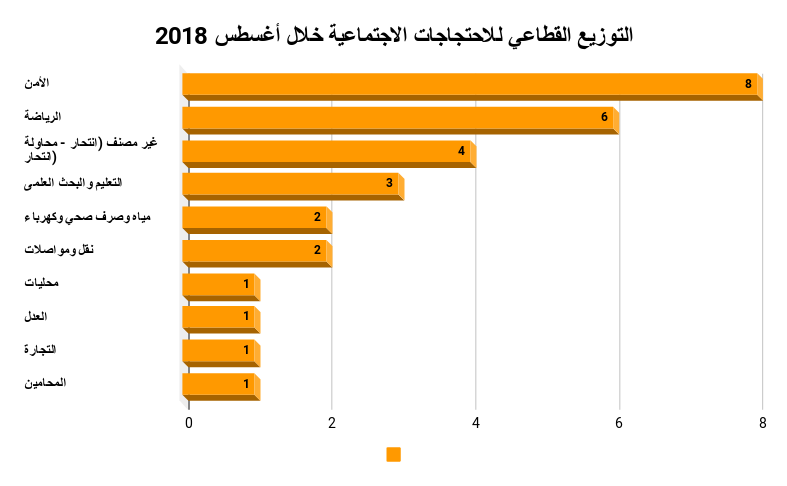 التوزيع القطاعي للاحتجاجات الاجتماعية خلال أغسطس 2018
الأمن
8
الرياضة
6
غير مصنف (انتحار - محاولة
انتحار)
4
التعليم والبحث العلمى
3
مياه وصرف صحي وكهرباء
2
نقل ومواصلات
2
محليات
1
العدل
1
التجارة
1
المحامين
1
0 2 4 6 8